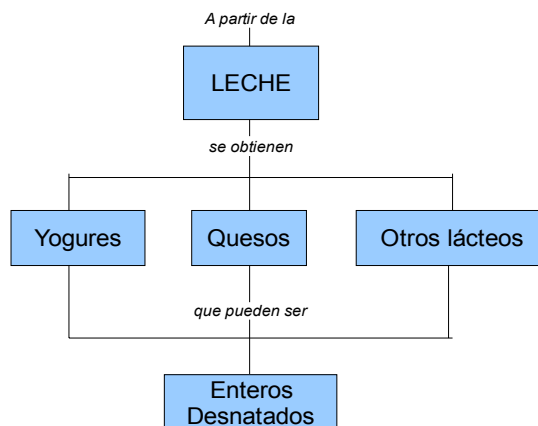 A partir de la
LECHE
se obtienen
Yogures
Quesos
Otros lácteos
que pueden ser
Enteros
Desnatados